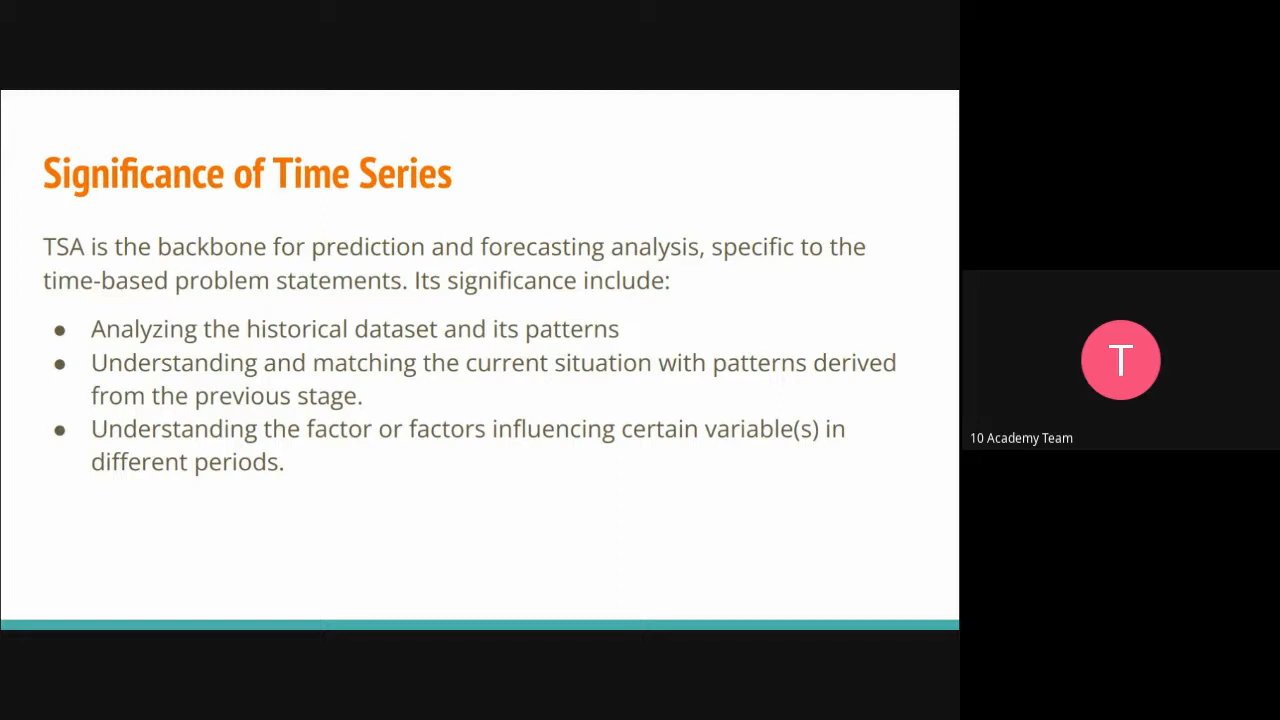 Significance of Time Series
TSA is the backbone for prediction and forecasting analysis, specific to the
time-based problem statements. Its significance include:
● Analyzing the historical dataset and its patterns
● Understanding and matching the current situation with patterns derived
from the previous stage.
● Understanding the factor or factors influencing certain variable(s) in
different periods.
T
10 Academy Team